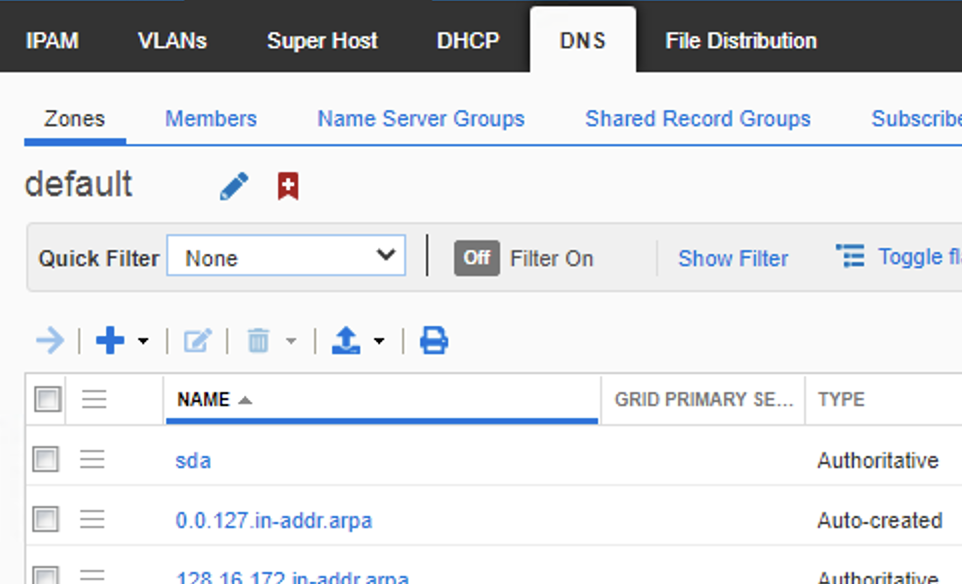 IPAM VLANs Super Host DHCP DNS File Distribution
Zones Members Name Server Groups Shared Record Groups Subscribe
default
Quick Filter None Off Filter On Show Filter Toggle fl
NAME GRID PRIMARY SE... TYPE
sda Authoritative
0.0.127.in-addr.arpa Auto-created
128.16.172.in-addr.arpa Authoritative